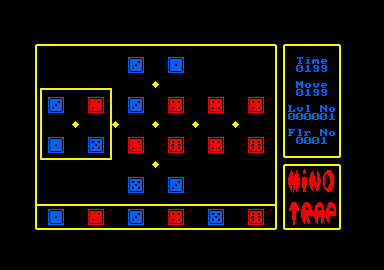 Time
0199
Move
0199
Lvl No
000001
Flr No
0001
MiNO
TRAP